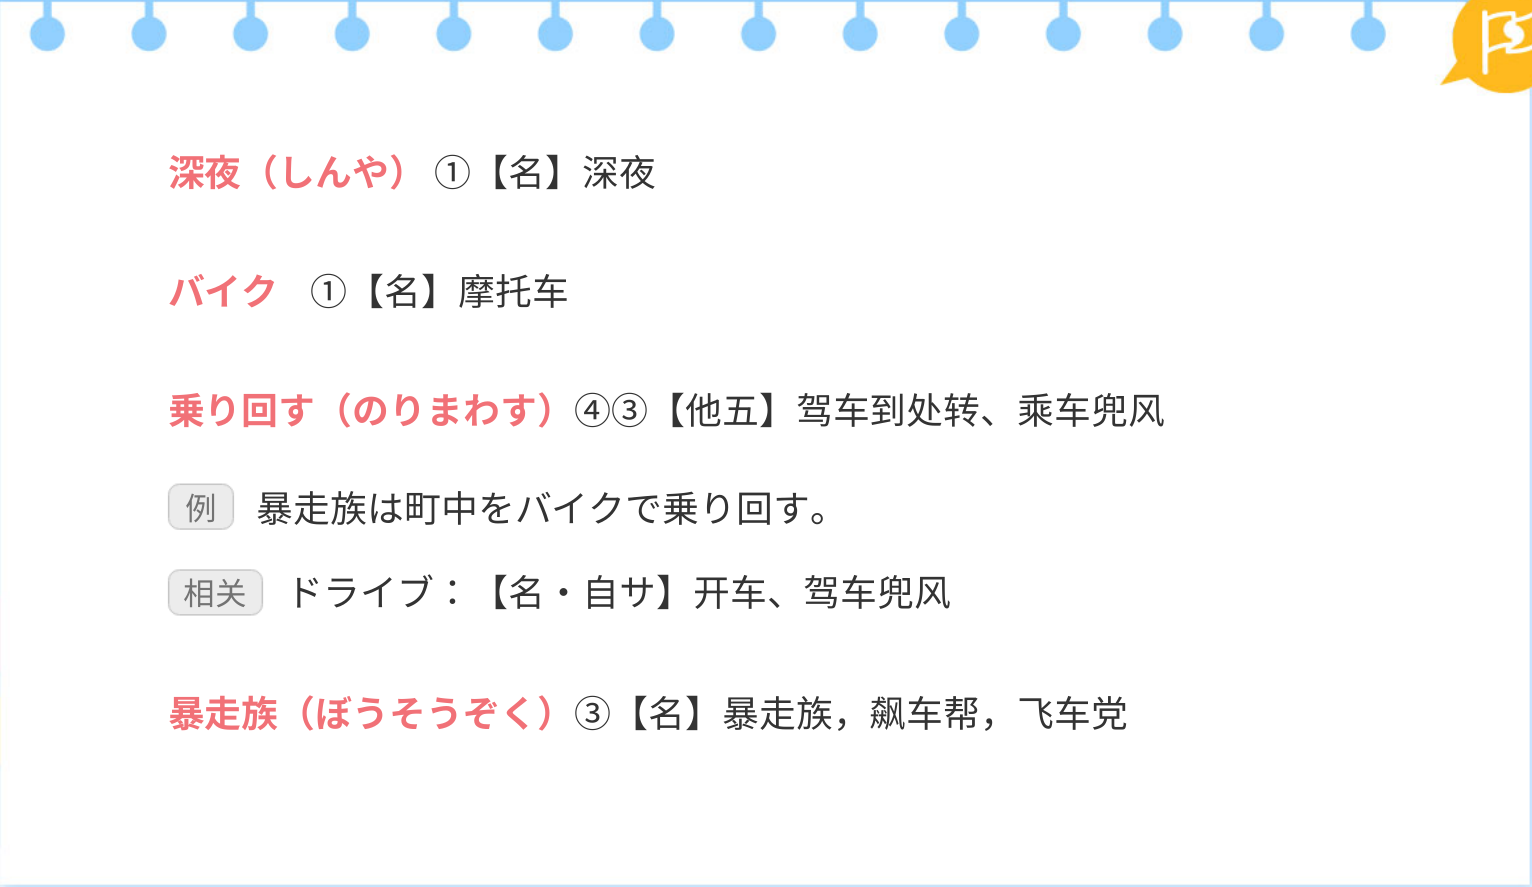 深夜（しんや） ①【名】深夜
バイク ①【名】摩托车
乗り回す（のりまわす）④③【他五】驾车到处转、乘车兜风
例 暴走族は町中をバイクで乗り回す。
相关 ドライブ：【名・自サ】开车、驾车兜风
暴走族（ぼうそうぞく）③【名】暴走族，飙车帮，飞车党